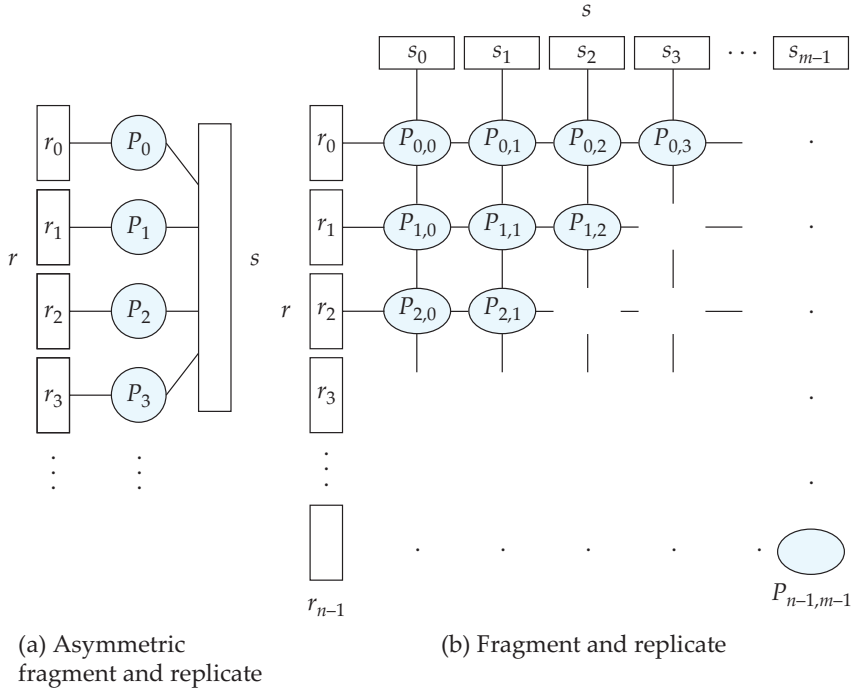 s
s0 s1 s2 s3 ... sm–1
r0 P0
r1 P1
r2 P2
r3 P3
r
s
r0 P0,0 P0,1 P0,2 P0,3
r1 P1,0 P1,1 P1,2
r2 P2,0 P2,1
r3
r
rn–1
Pn–1,m–1
(a) Asymmetric
fragment and replicate
(b) Fragment and replicate